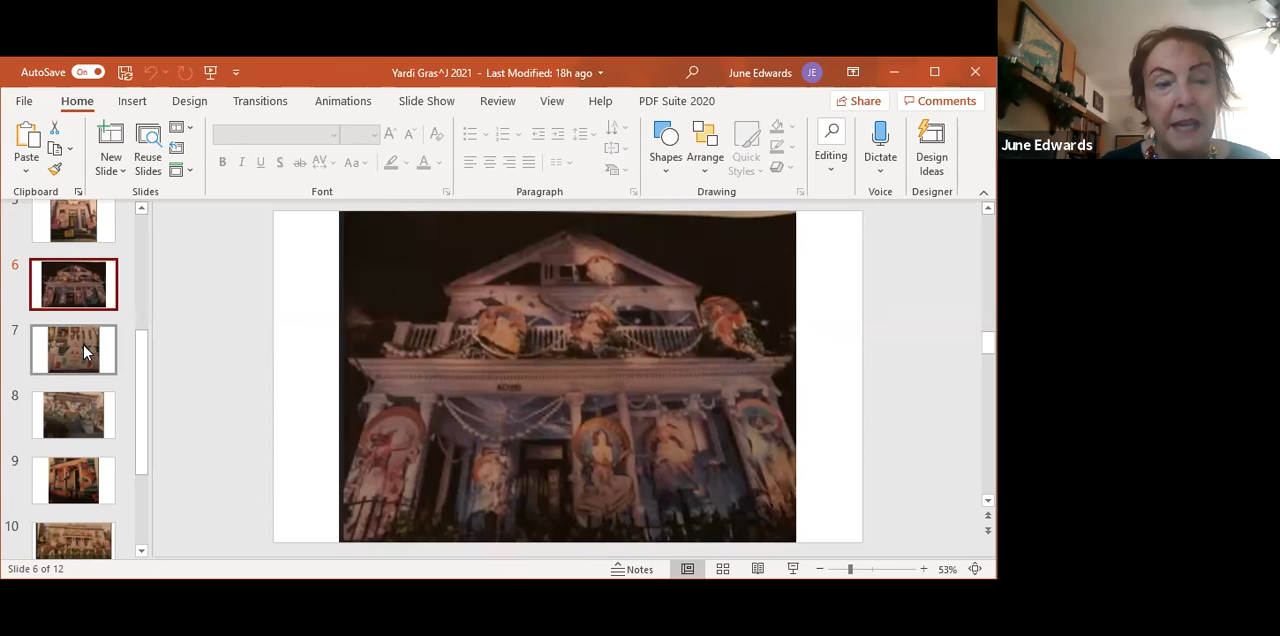 AutoSave On Yardi Gras^J 2021 - Last Modified: 18h ago June Edwards JE
File Home Insert Design Transitions Animations Slide Show Review View Help PDF Suite 2020 Share Comments
Paste New Slide Reuse Slides Shapes Arrange Quick Styles Editing Dictate Design Ideas
B I U S ab AV Aa A
Clipboard Slides Font Paragraph Drawing Voice Designer
June Edwards
6
7
8
9
10
Slide 6 of 12 Notes 53%